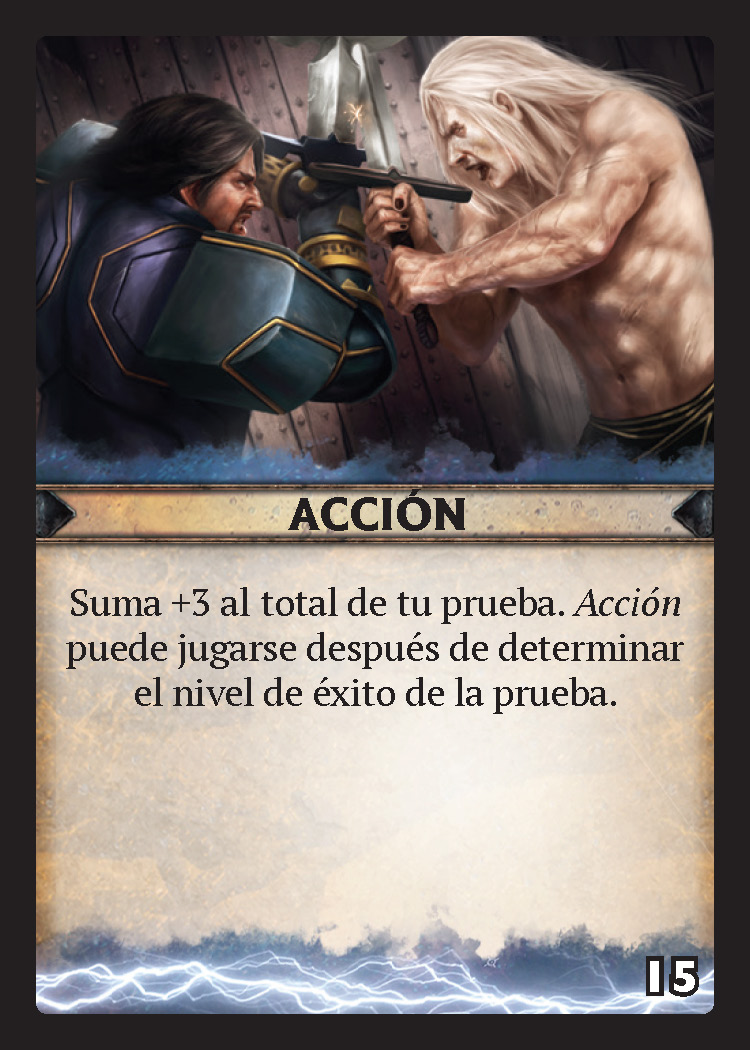 ACCIÓN
Suma +3 al total de tu prueba. Acción
puede jugarse después de determinar
el nivel de éxito de la prueba.
15